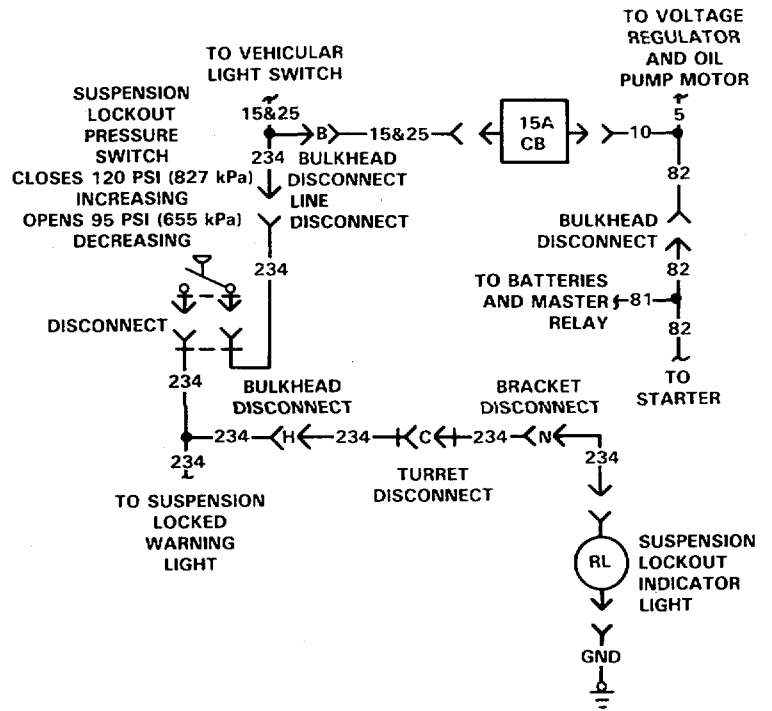 TO VOLTAGE
REGULATOR
AND OIL
PUMP MOTOR
TO VEHICULAR
LIGHT SWITCH
SUSPENSION
LOCKOUT
PRESSURE
SWITCH
CLOSES 120 PSI (827 kPa)
INCREASING
OPENS 95 PSI (655 kPa)
DECREASING
15&25
B
15&25
15A
CB
10
5
234
BULKHEAD
DISCONNECT
LINE
DISCONNECT
82
BULKHEAD
DISCONNECT
82
234
TO BATTERIES
AND MASTER
RELAY
81
82
TO
STARTER
DISCONNECT
234
BULKHEAD
DISCONNECT
BRACKET
DISCONNECT
234
H
234
C
234
N
234
234
TURRET
DISCONNECT
TO SUSPENSION
LOCKED
WARNING
LIGHT
RL
SUSPENSION
LOCKOUT
INDICATOR
LIGHT
GND